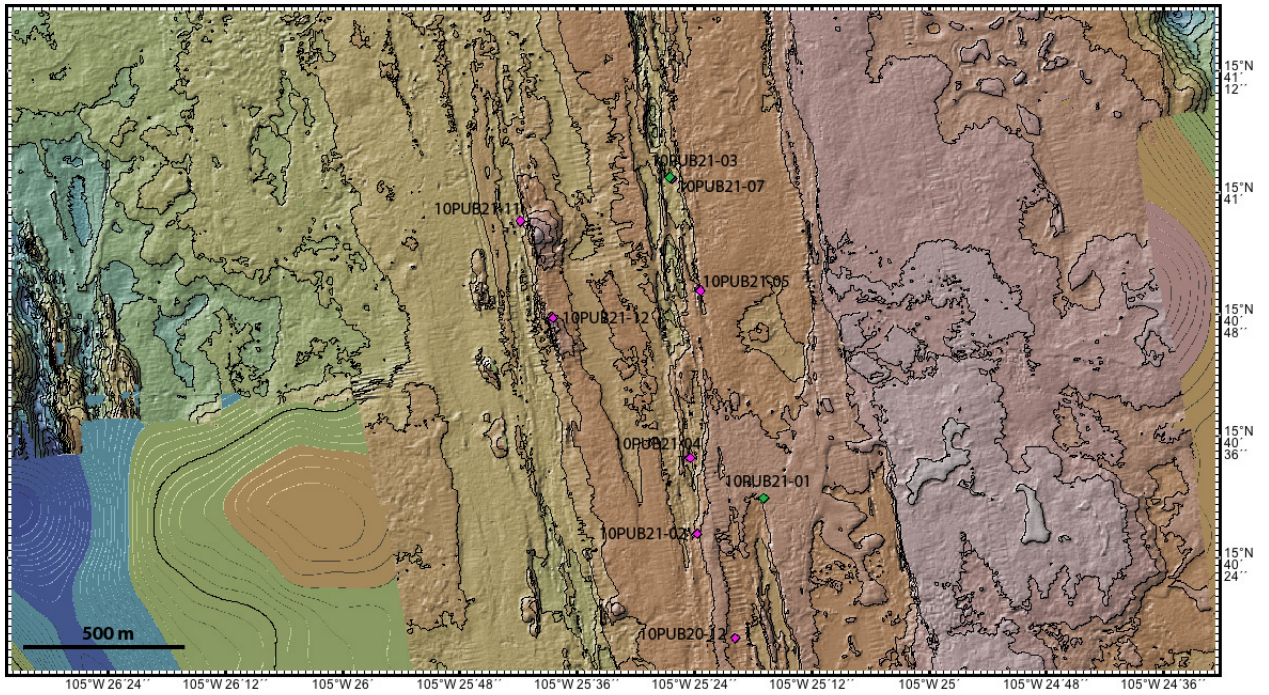 15°N
41´
12´´
10PUB21-03
10PUB21-07
15°N
41´
10PUB21-11
10PUB21-05
10PUB21-12
15°N
40´
48´´
10PUB21-04
15°N
40´
36´´
10PUB21-01
10PUB21-02
15°N
40´
24´´
500 m
10PUB20-12
105°W 26´24´´
105°W 26´12´´
105°W 26´
105°W 25´48´´
105°W 25´36´´
105°W 25´24´´
105°W 25´12´´
105°W 25´
105°W 24´48´´
105°W 24´36´´